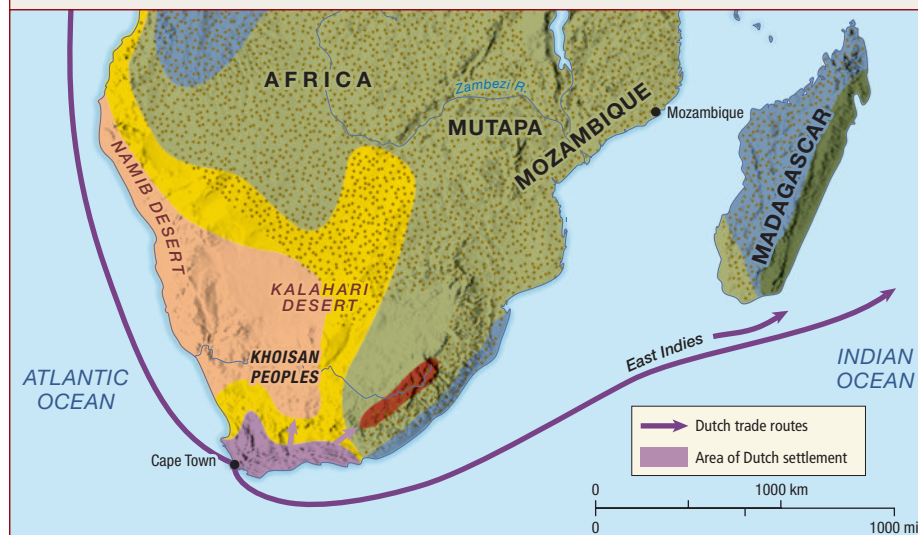 AFRICA
Zambezi R.
MUTAPA
MOZAMBIQUE
Mozambique
MADAGASCAR
NAMIB DESERT
KALAHARI
DESERT
KHOISAN
PEOPLES
East Indies
ATLANTIC
OCEAN
INDIAN
OCEAN
Cape Town
Dutch trade routes
Area of Dutch settlement
0 1000 km
0 1000 mi